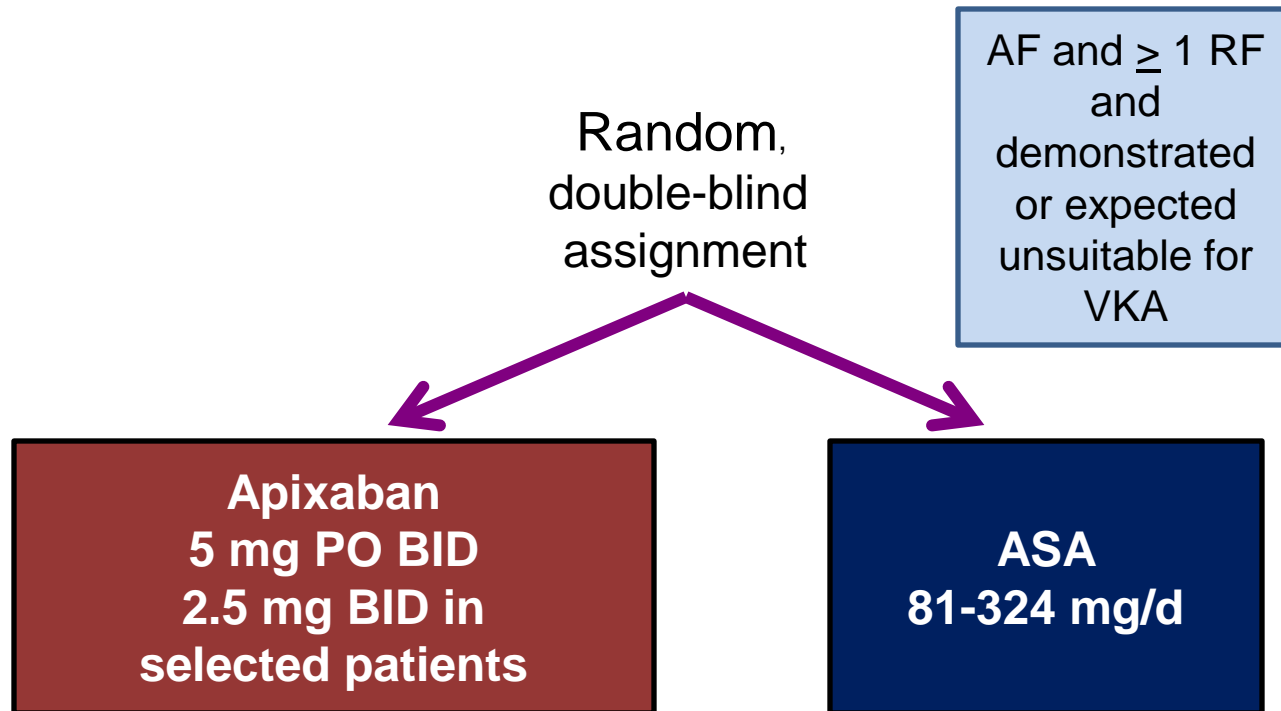 AF and ≥ 1 RF
and
demonstrated
or expected
unsuitable for
VKA
Random,
double-blind
assignment
Apixaban
5 mg PO BID
2.5 mg BID in
selected patients
ASA
81-324 mg/d